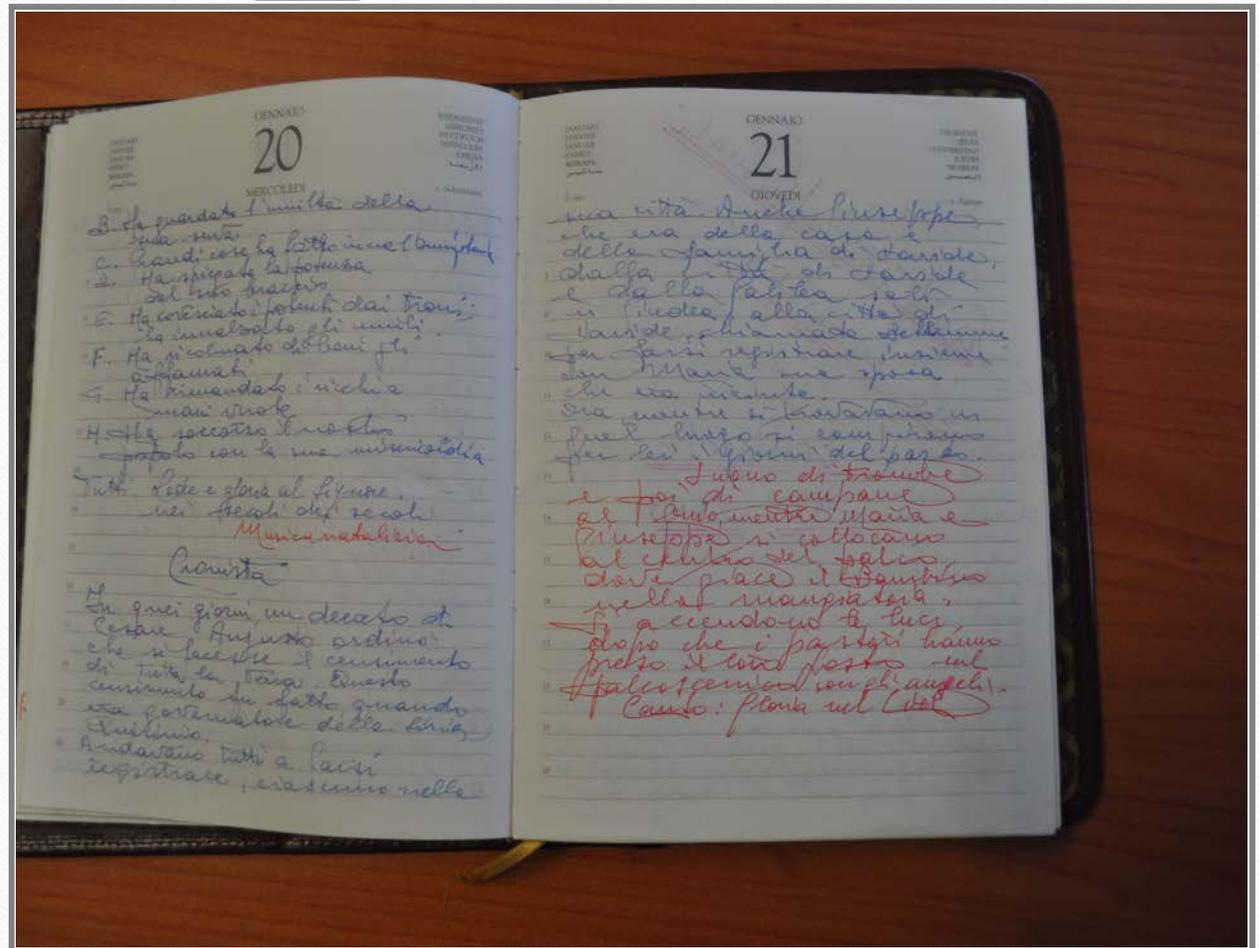 GENNAIO
20
MERCOLEDÌ
s. Sebastiano
B. Ha guardato l'umiltà della
sua serva
C. Grandi cose ha fatto in me l'Onnipotente
D. Ha spiegato la potenza
del suo braccio
E. Ha rovesciato i potenti dai troni;
ha innalzato gli umili.
F. Ha ricolmato di beni gli
affamati
G. Ha rimandato i ricchi a
mani vuote
H. Ha soccorso il nostro
popolo con la sua misericordia
Tutti Lode e gloria al Signore.
nei secoli dei secoli
Musica natalizia
Cronista
In quei giorni, un decreto di
Cesare Augusto ordinò
che si facesse il censimento
di tutta la terra. Questo
censimento fu fatto quando
era governatore della Siria
Quirinio.
Andavano tutti a farsi
registrare, ciascuno nella
GENNAIO
21
GIOVEDÌ
s. Agnese
sua città. Anche Giuseppe,
che era della casa e
della famiglia di Davide,
dalla città di
e dalla Galilea salì
in Giudea, alla città di
Davide, chiamata Betlemme
per farsi registrare, insieme
con Maria sua sposa
che era incinta.
Ora mentre si trovavano in
quel luogo si compirono
per lei i giorni del parto.
Suono di trombe
e poi di campane
al mentre Maria e
Giuseppe si collocano
al centro del palco,
dove giace il Bambino
nella mangiatoia.
Si accendono le luci,
dopo che i pastori hanno
preso il loro posto sul
palcoscenico con gli angeli.
Canto: Gloria nel